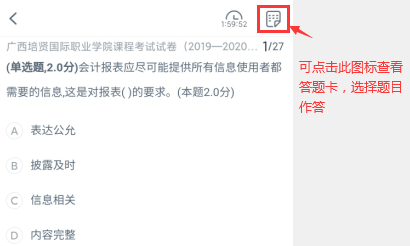 1:59:52
广西培贤国际职业学院课程考试试卷（2019—2020... 1/27
(单选题,2.0分)会计报表应尽可能提供所有信息使用者都
需要的信息,这是对报表( )的要求。(本题2.0分)
A 表达公允
B 披露及时
C 信息相关
D 内容完整
可点击此图标查看
答题卡，选择题目
作答